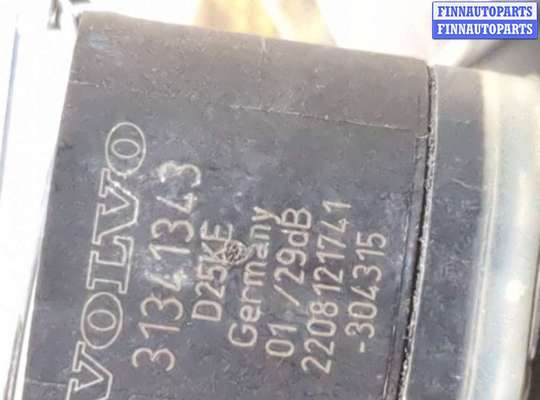 FINNAUTOPARTS
FINNAUTOPARTS
VOLVO
31341343
D25KE
Germany
01 /29dB
2208121741
-304315